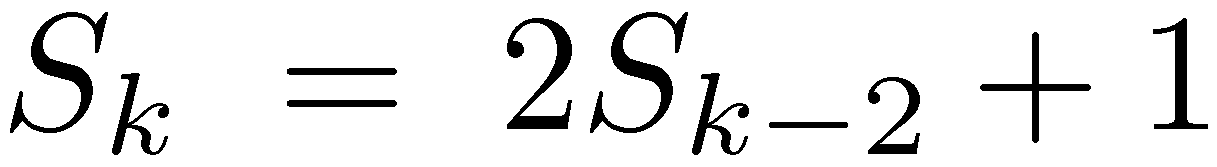 $S_k = 2S_{k-2} + 1$